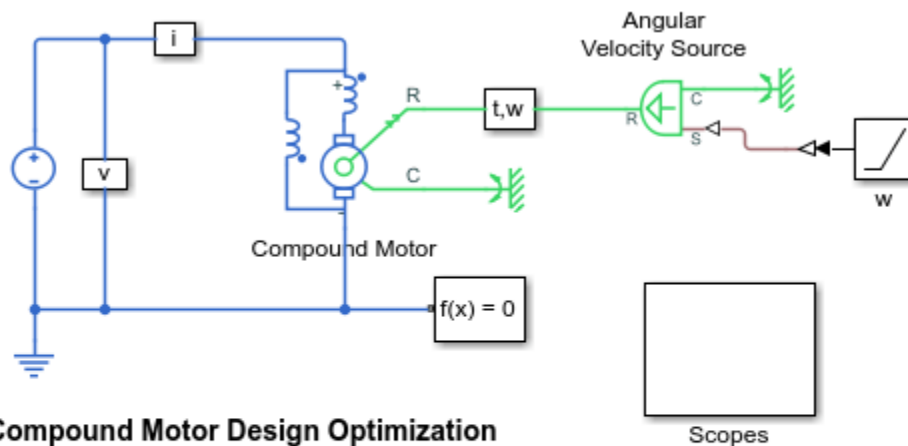 Angular
Velocity Source
i
+
R
t,w
R
C
S
+
-
v
C
w
-
Compound Motor
f(x) = 0
Compound Motor Design Optimization
Scopes